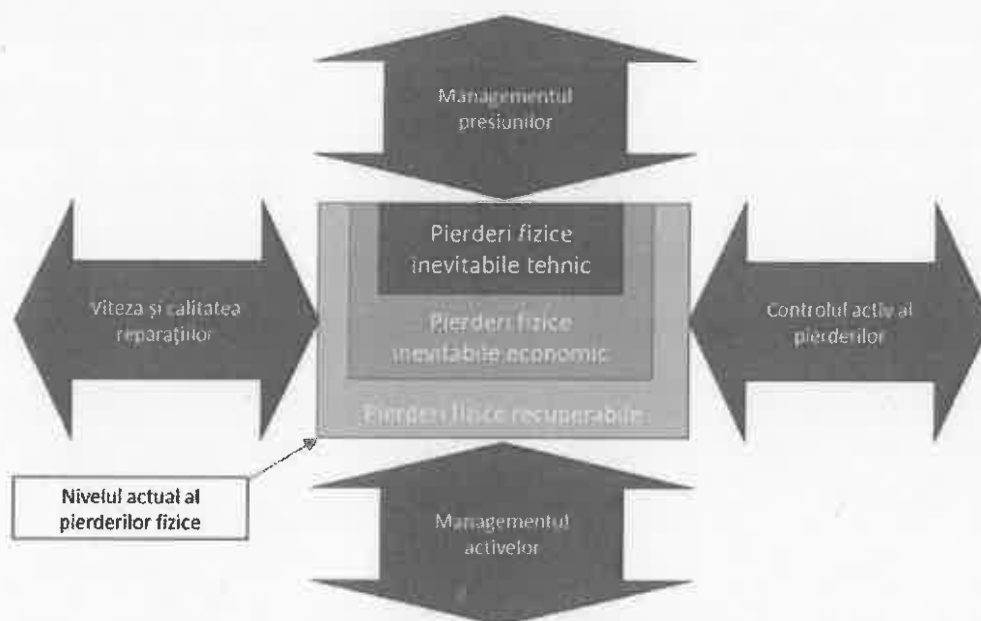 Managementul
presiunilor
Pierderi fizice
inevitabile tehnic
Viteza și calitatea
reparațiilor
Pierderi fizice
inevitabile economic
Controlul activ al
pierderilor
Pierderi fizice recuperabile
Nivelul actual al
pierderilor fizice
Managementul
activelor